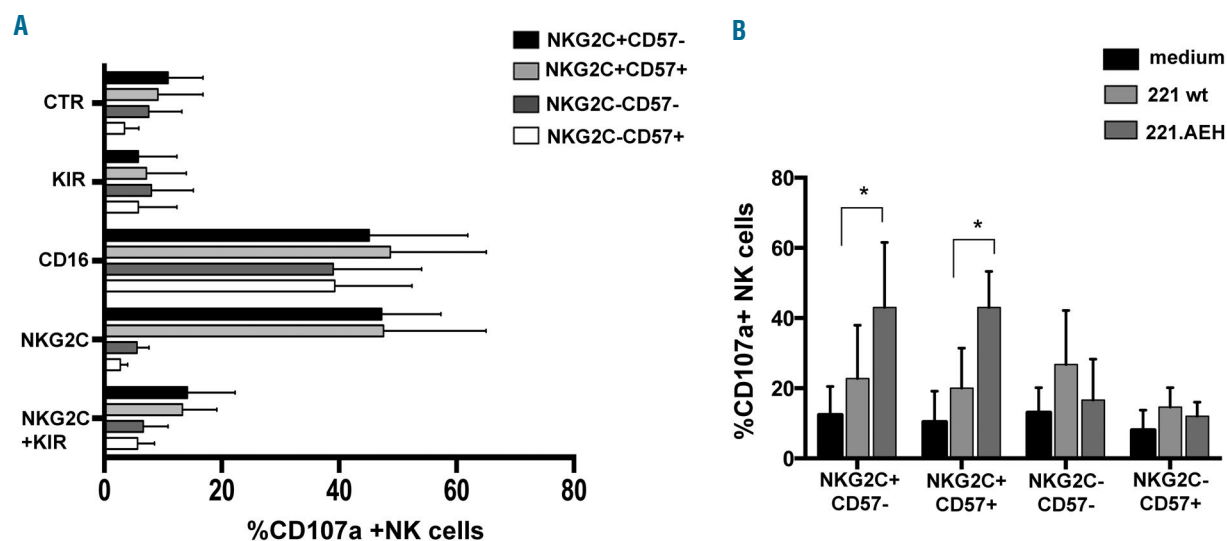 A
NKG2C+CD57-
NKG2C+CD57+
NKG2C-CD57-
NKG2C-CD57+
CTR
KIR
CD16
NKG2C
NKG2C
+KIR
0 20 40 60 80
%CD107a +NK cells
B
medium
221 wt
221.AEH
%CD107a+ NK cells
80
60
40
20
0
*
*
NKG2C+
CD57-
NKG2C+
CD57+
NKG2C-
CD57-
NKG2C-
CD57+